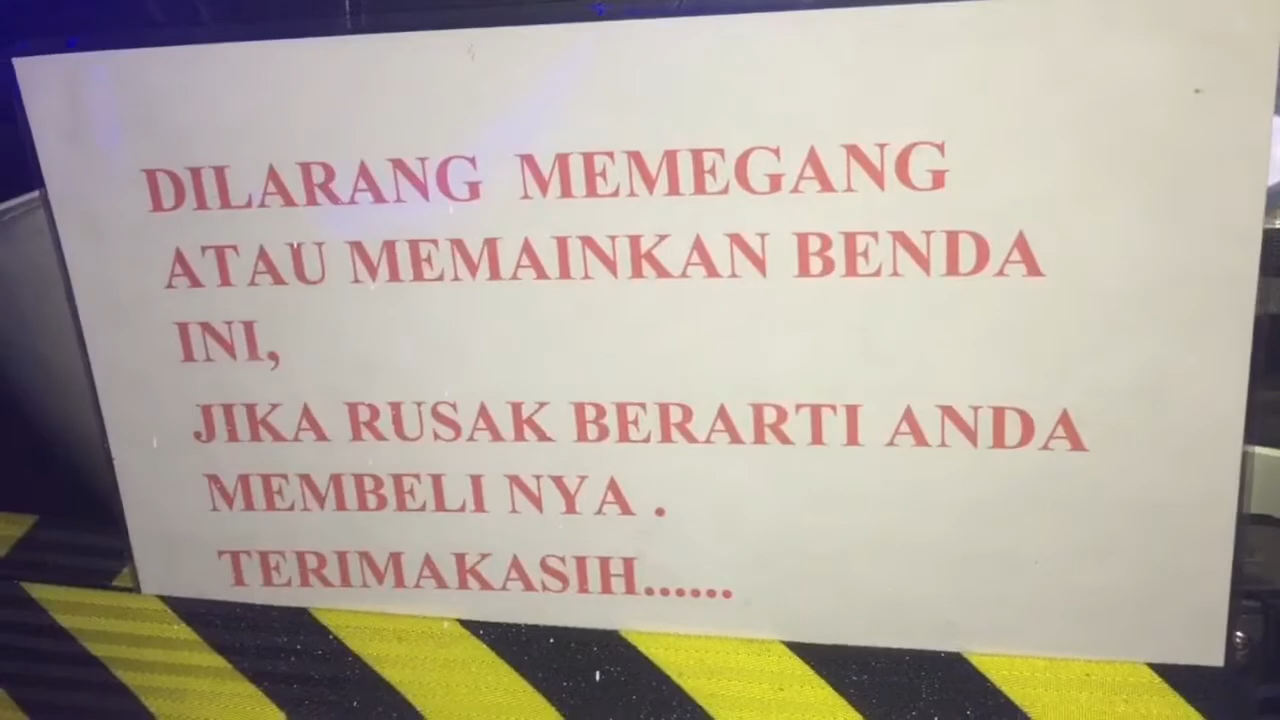 DILARANG MEMEGANG
ATAU MEMAINKAN BENDA
INI,
JIKA RUSAK BERARTI ANDA
MEMBELI NYA .
TERIMAKASIH......